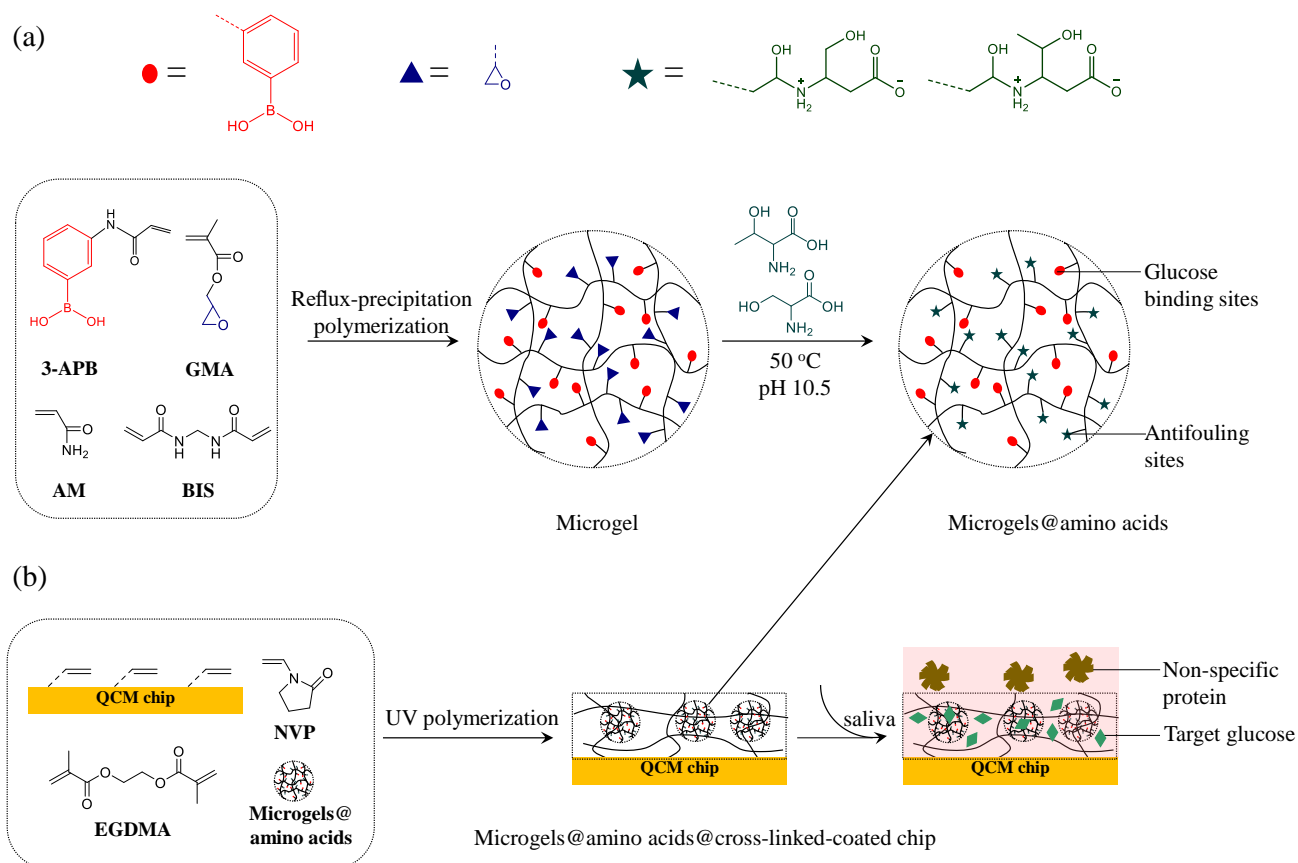 (a)
=
=
=
B
HO
OH
O
OH
OH
O
N
+
H2
O
-
OH
OH
O
N
+
H2
O
-
H
N
O
B
HO
OH
3-APB
O
O
O
GMA
O
NH2
AM
O
N
H
N
H
O
BIS
Reflux-precipitation
polymerization
OH
O
OH
NH2
O
HO
OH
NH2
50 °C
pH 10.5
Glucose
binding sites
Antifouling
sites
Microgel
Microgels@amino acids
(b)
QCM chip
N
O
NVP
O
O
O
O
EGDMA
Microgels@
amino acids
UV polymerization
QCM chip
saliva
QCM chip
Non-specific
protein
Target glucose
Microgels@amino acids@cross-linked-coated chip